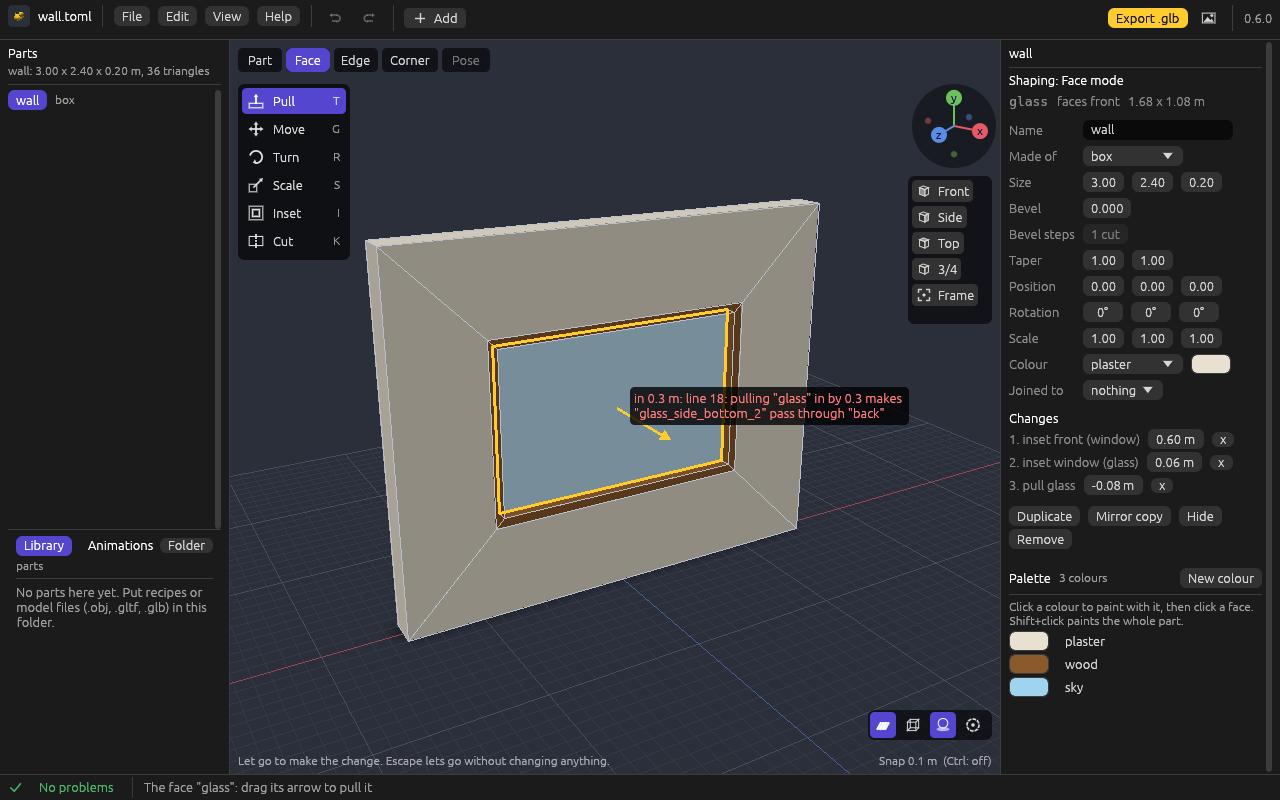 wall.toml
File
Edit
View
Help
Add
Export .glb
0.6.0
Parts
wall: 3.00 x 2.40 x 0.20 m, 36 triangles
wall
box
Part
Face
Edge
Corner
Pose
Pull T
Move G
Turn R
Scale S
Inset I
Cut K
y
x
z
Front
Side
Top
3/4
Frame
in 0.3 m: line 18: pulling "glass" in by 0.3 makes
"glass_side_bottom_2" pass through "back"
Library
Animations
Folder
parts
No parts here yet. Put recipes or
model files (.obj, .gltf, .glb) in this
folder.
Let go to make the change. Escape lets go without changing anything.
Snap 0.1 m (Ctrl: off)
wall
Shaping: Face mode
glass faces front 1.68 x 1.08 m
Name wall
Made of box
Size 3.00 2.40 0.20
Bevel 0.000
Bevel steps 1 cut
Taper 1.00 1.00
Position 0.00 0.00 0.00
Rotation 0° 0° 0°
Scale 1.00 1.00 1.00
Colour plaster
Joined to nothing
Changes
1. inset front (window) 0.60 m x
2. inset window (glass) 0.06 m x
3. pull glass -0.08 m x
Duplicate
Mirror copy
Hide
Remove
Palette 3 colours
New colour
Click a colour to paint with it, then click a face.
Shift+click paints the whole part.
plaster
wood
sky
No problems
The face "glass": drag its arrow to pull it